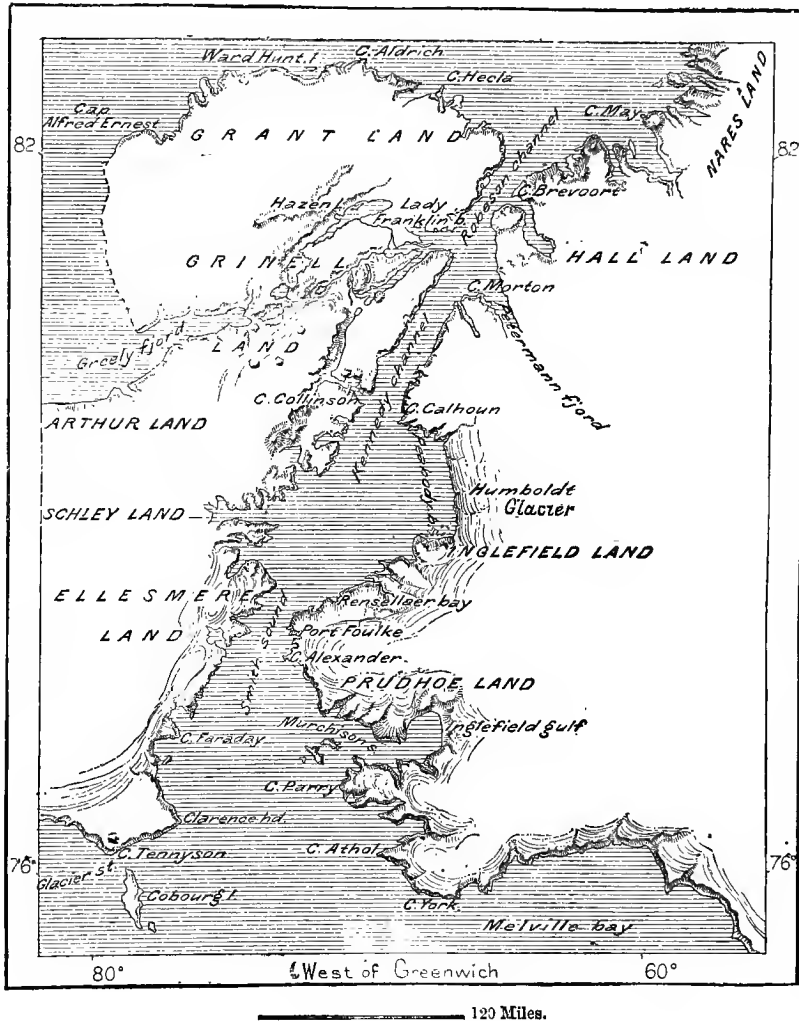 Ward Hunt I.
C. Aldrich
C. Hecla
Cap
Alfred Ernest
GRANT LAND
C. May
NARES LAND
82
82
Robeson channel
C. Brevoort
Hazen L.
Lady
Franklin b.
GRINELL
LAND
HALL LAND
C. Morton
Petermann fjord
Greely fjord
Kennedy channel
C. Collinson
C. Calhoun
ARTHUR LAND
Peabody b.
Humboldt
Glacier
SCHLEY LAND
INGLEFIELD LAND
ELLESMERE
LAND
Rensellaer bay
Smith Sound
Port Foulke
C. Alexander.
PRUDHOE LAND
Murchison s.
Inglefield gulf
C. Faraday
C. Parry
Clarence hd.
C. Tennyson
C. Athol
76°
76°
Glacier st.
Cobourg I.
C. York.
Melville bay
80°
West of Greenwich
60°
120 Miles.